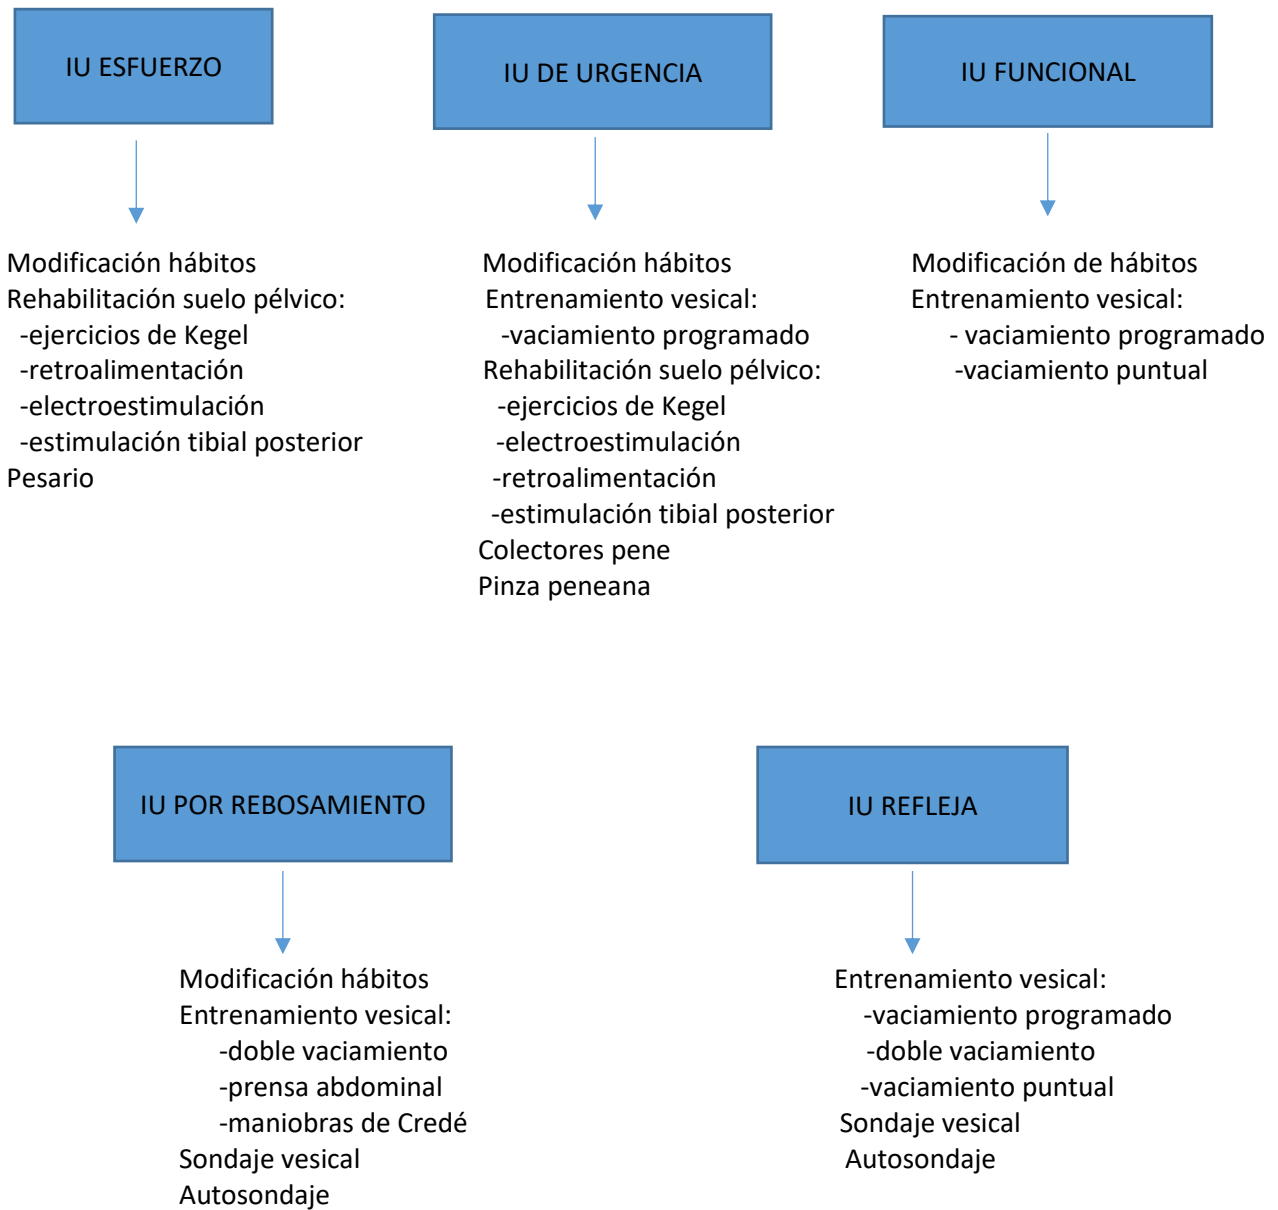 IU ESFUERZO
Modificación hábitos
Rehabilitación suelo pélvico:
-ejercicios de Kegel
-retroalimentación
-electroestimulación
-estimulación tibial posterior
Pesario
IU DE URGENCIA
Modificación hábitos
Entrenamiento vesical:
-vaciamiento programado
Rehabilitación suelo pélvico:
-ejercicios de Kegel
-electroestimulación
-retroalimentación
-estimulación tibial posterior
Colectores pene
Pinza peneana
IU FUNCIONAL
Modificación de hábitos
Entrenamiento vesical:
- vaciamiento programado
-vaciamiento puntual
IU POR REBOSAMIENTO
Modificación hábitos
Entrenamiento vesical:
-doble vaciamiento
-prensa abdominal
-maniobras de Credé
Sondaje vesical
Autosondaje
IU REFLEJA
Entrenamiento vesical:
-vaciamiento programado
-doble vaciamiento
-vaciamiento puntual
Sondaje vesical
Autosondaje